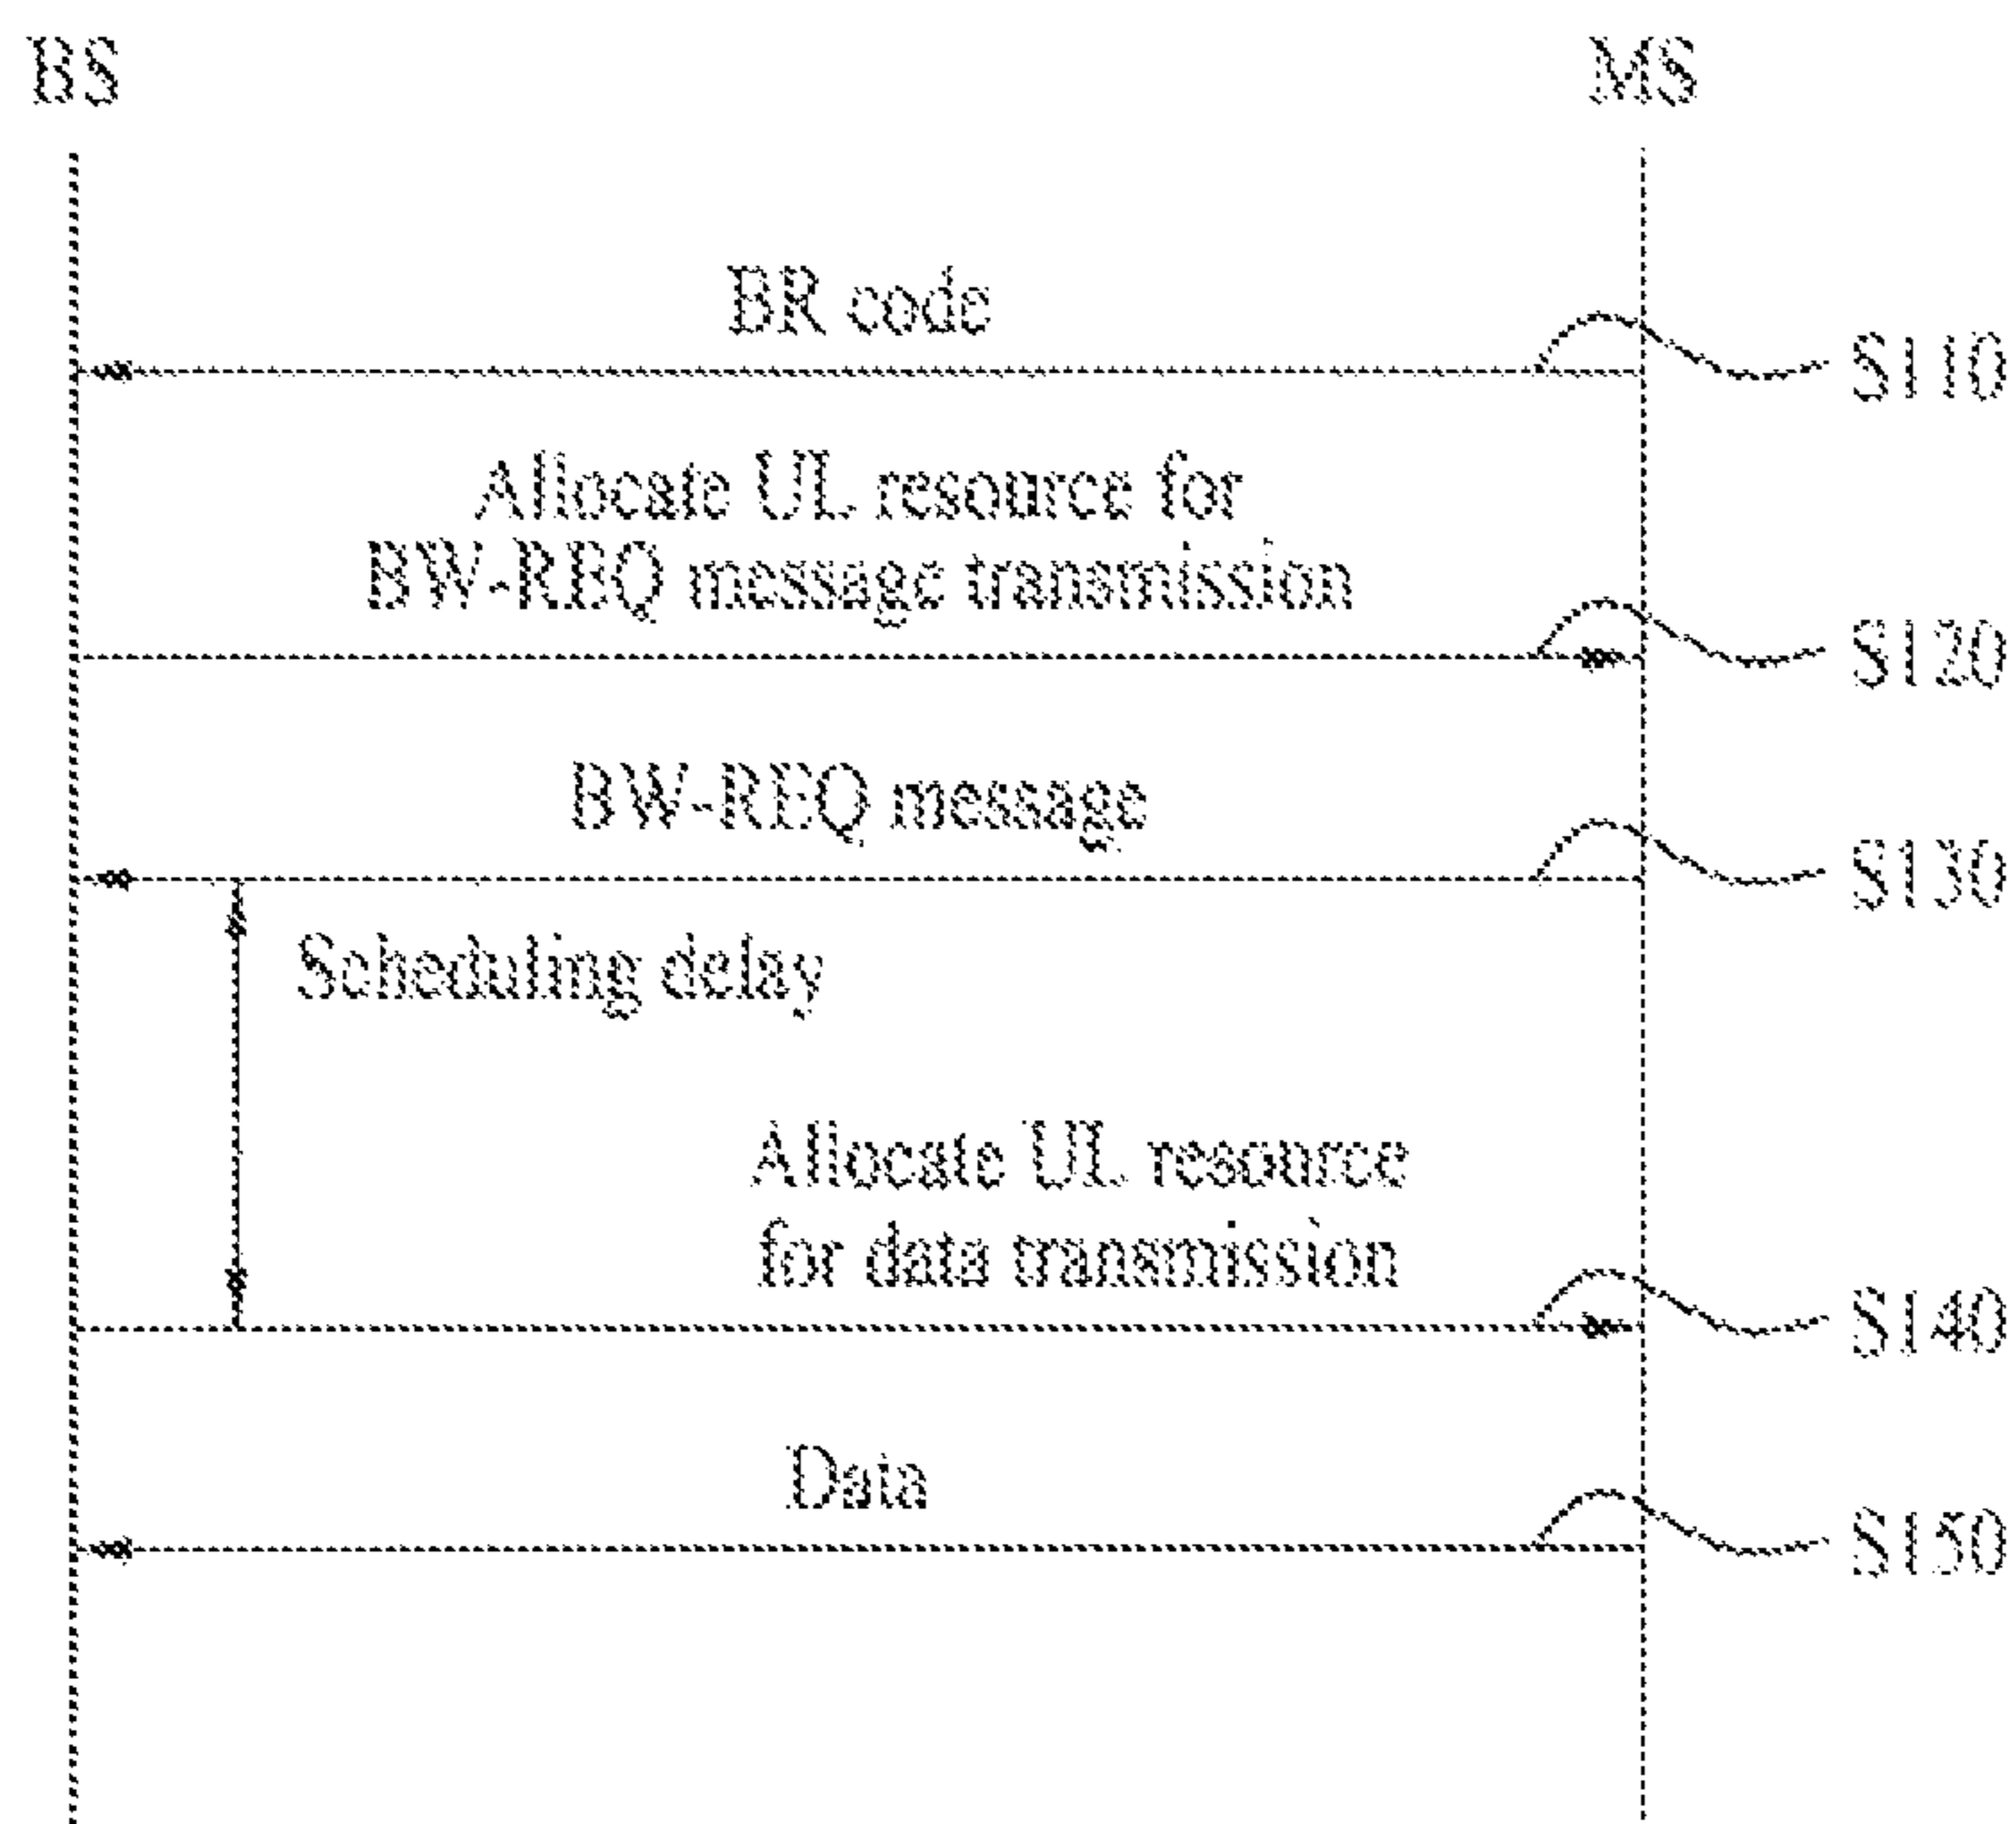 BS
MS
BR code
S110
Allocate UL resource for
BW-REQ message transmission
S120
BW-REQ message
S130
Scheduling delay
Allocate UL resource
for data transmission
S140
Data
S150